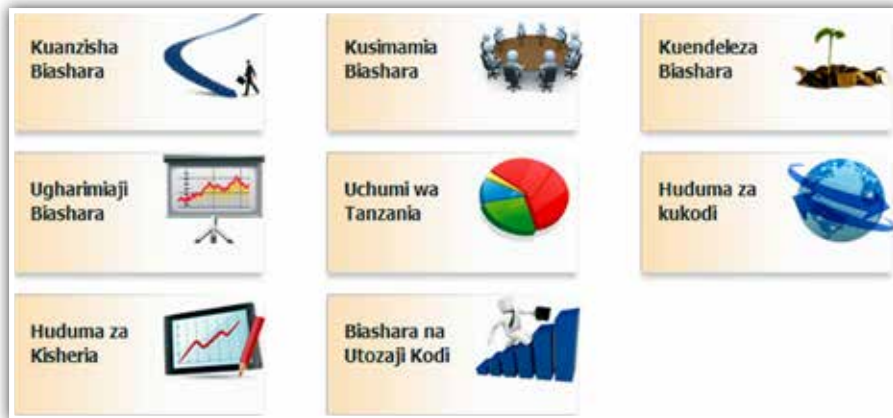 Kuanzisha
Biashara
Kusimamia
Biashara
Kuendeleza
Biashara
Ugharimiaji
Biashara
Uchumi wa
Tanzania
Huduma za
kukodi
Huduma za
Kisheria
Biashara na
Utozaji Kodi